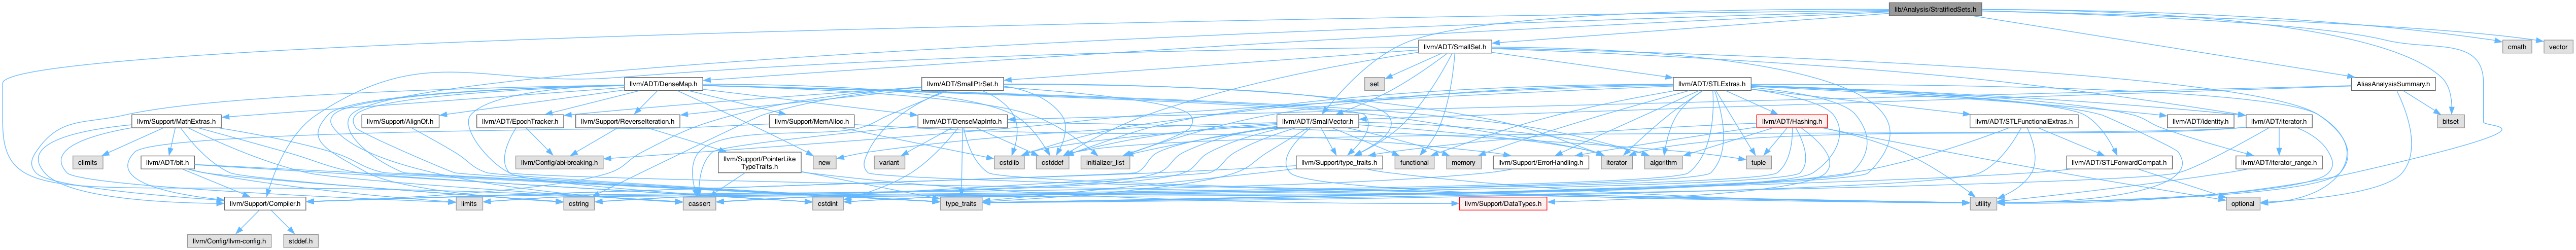 lib/Analysis/StratifiedSets.h
llvm/ADT/SmallSet.h
cmath
vector
llvm/ADT/DenseMap.h
llvm/ADT/SmallPtrSet.h
set
llvm/ADT/STLExtras.h
AliasAnalysisSummary.h
llvm/Support/MathExtras.h
llvm/Support/AlignOf.h
llvm/ADT/EpochTracker.h
llvm/Support/ReverseIteration.h
llvm/Support/MemAlloc.h
llvm/ADT/DenseMapInfo.h
llvm/ADT/SmallVector.h
llvm/ADT/Hashing.h
llvm/ADT/STLFunctionalExtras.h
llvm/ADT/identity.h
llvm/ADT/iterator.h
bitset
climits
llvm/ADT/bit.h
llvm/Config/abi-breaking.h
llvm/Support/PointerLike
TypeTraits.h
new
variant
cstdlib
cstddef
initializer_list
llvm/Support/type_traits.h
functional
memory
llvm/Support/ErrorHandling.h
iterator
algorithm
tuple
llvm/ADT/STLForwardCompat.h
llvm/ADT/iterator_range.h
llvm/Support/Compiler.h
limits
cstring
cassert
cstdint
type_traits
llvm/Support/DataTypes.h
utility
optional
llvm/Config/llvm-config.h
stddef.h